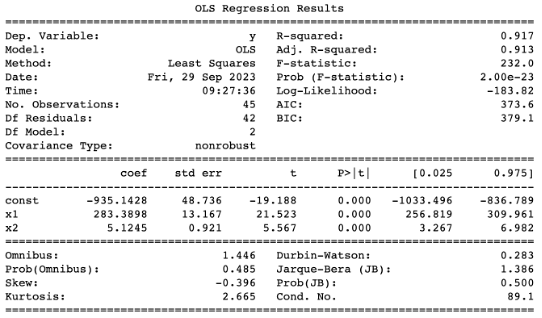 OLS Regression Results
==============================================================================
Dep. Variable: y R-squared: 0.917
Model: OLS Adj. R-squared: 0.913
Method: Least Squares F-statistic: 232.0
Date: Fri, 29 Sep 2023 Prob (F-statistic): 2.00e-23
Time: 09:27:36 Log-Likelihood: -183.82
No. Observations: 45 AIC: 373.6
Df Residuals: 42 BIC: 379.1
Df Model: 2
Covariance Type: nonrobust
==============================================================================
coef std err t P>|t| [0.025 0.975]
------------------------------------------------------------------------------
const -935.1428 48.736 -19.188 0.000 -1033.496 -836.789
x1 283.3898 13.167 21.523 0.000 256.819 309.961
x2 5.1245 0.921 5.567 0.000 3.267 6.982
==============================================================================
Omnibus: 1.446 Durbin-Watson: 0.283
Prob(Omnibus): 0.485 Jarque-Bera (JB): 1.386
Skew: -0.396 Prob(JB): 0.500
Kurtosis: 2.665 Cond. No. 89.1
==============================================================================